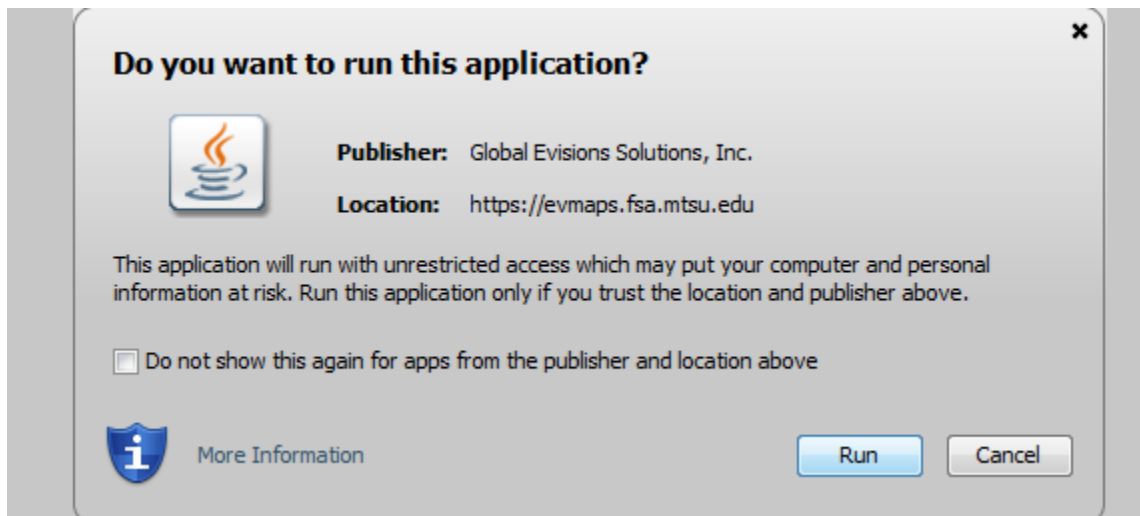 Do you want to run this application?
Publisher: Global Evisions Solutions, Inc.
Location: https://evmaps.fsa.mtsu.edu
This application will run with unrestricted access which may put your computer and personal
information at risk. Run this application only if you trust the location and publisher above.
Do not show this again for apps from the publisher and location above
More Information
Run
Cancel